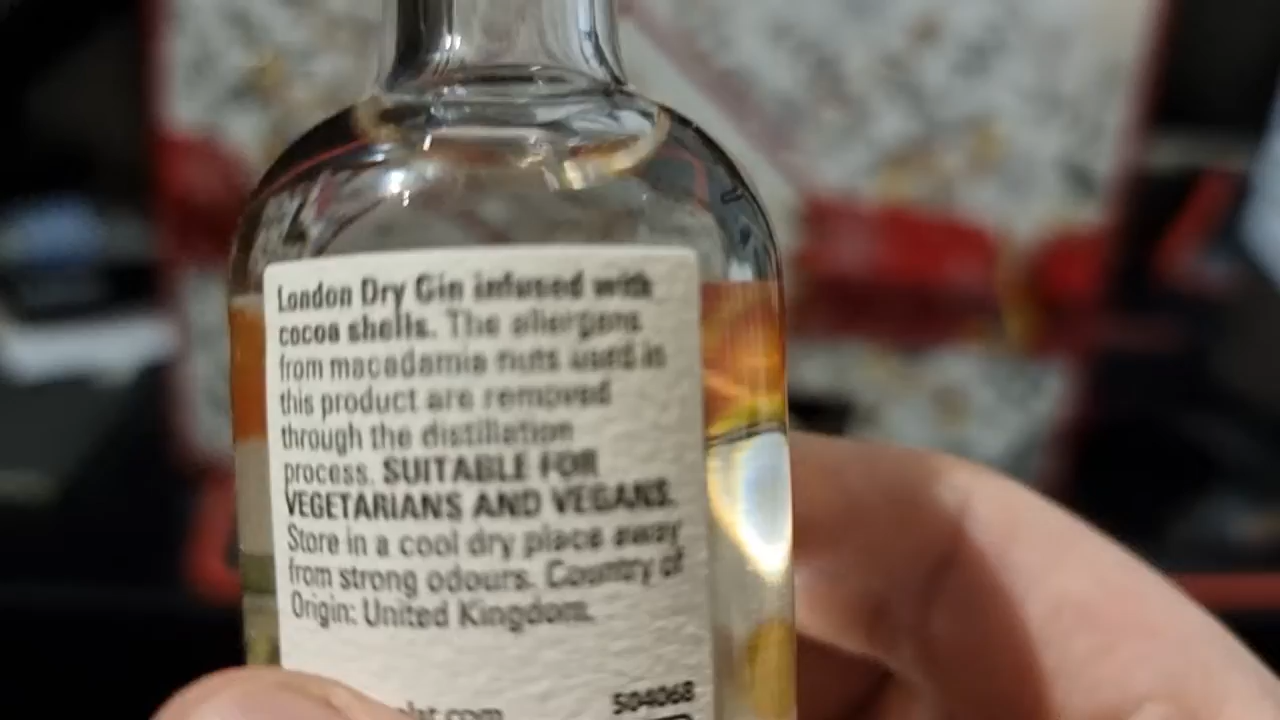 London Dry Gin infused with
cocoa shells. The allergens
from macadamia nuts used in
this product are removed
through the distillation
process. SUITABLE FOR
VEGETARIANS AND VEGANS.
Store in a cool dry place away
from strong odours. Country of
Origin: United Kingdom.
504068